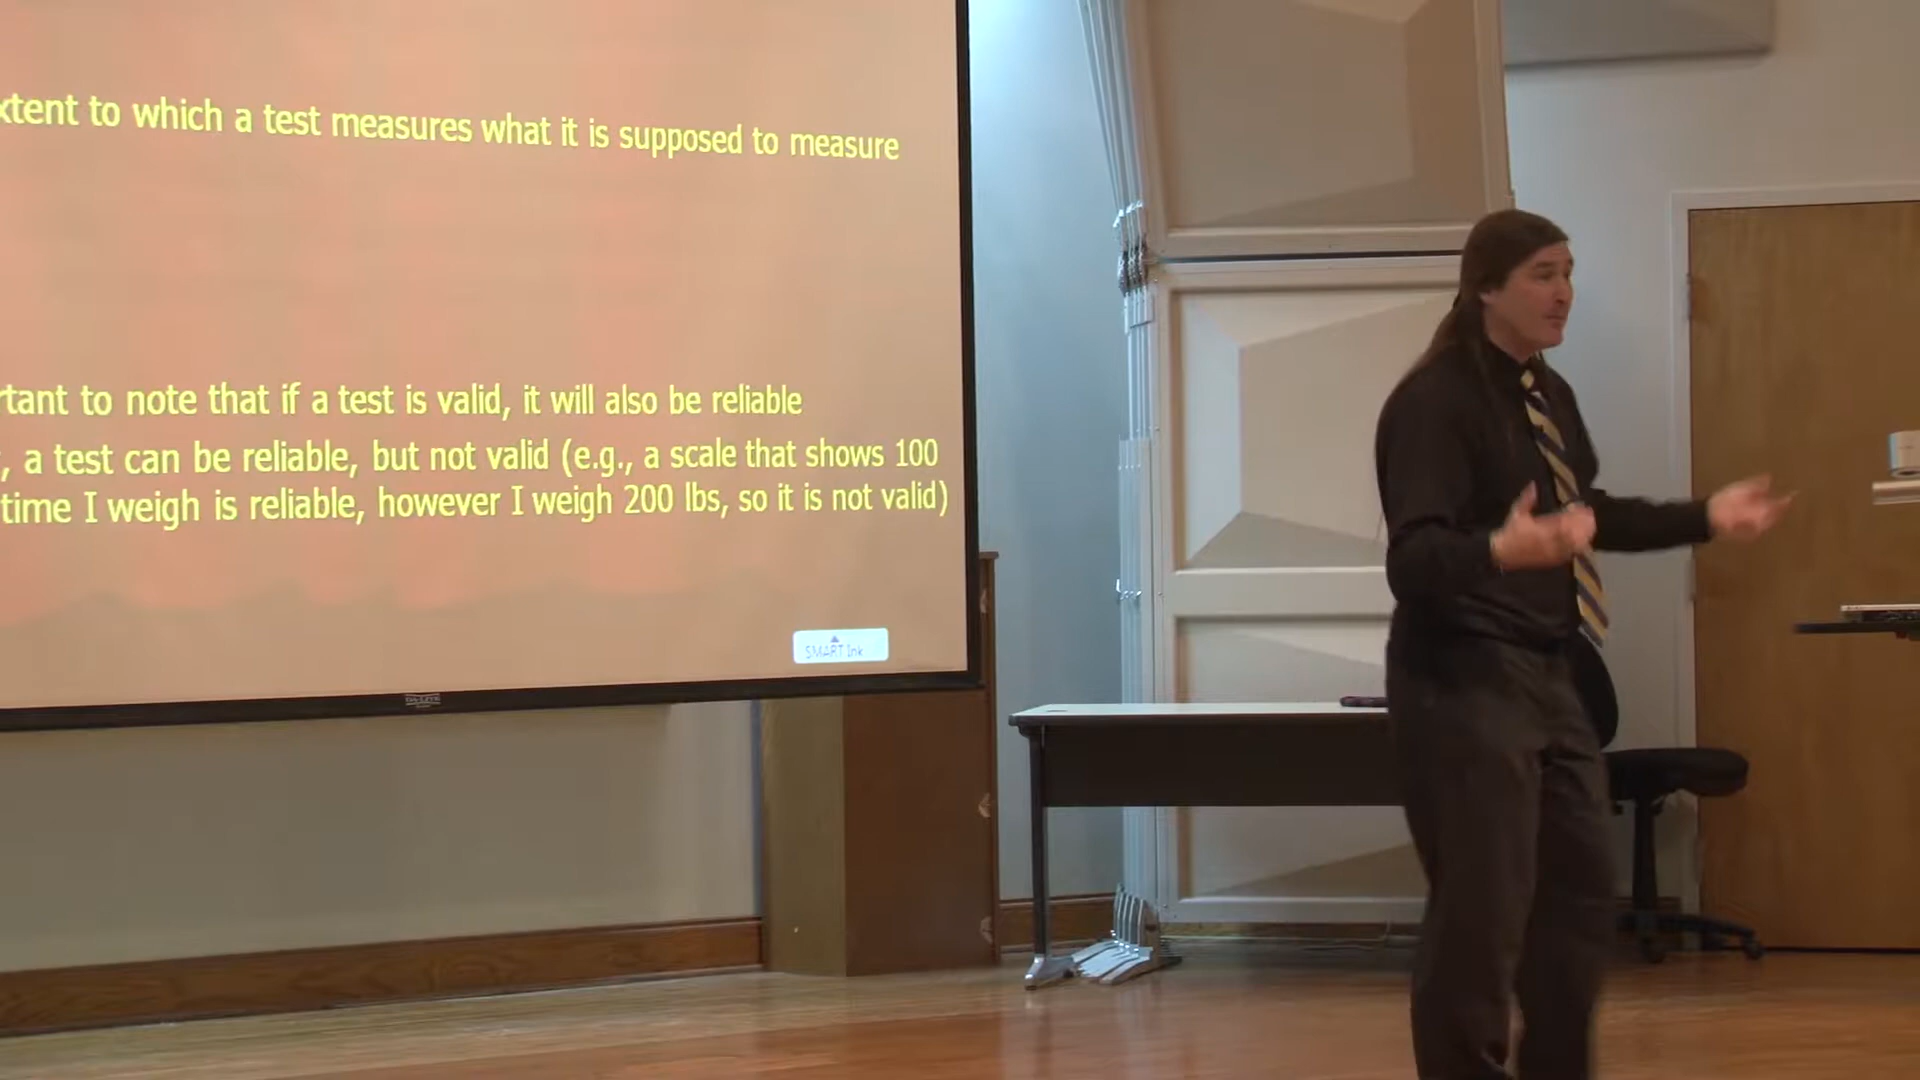 xtent to which a test measures what it is supposed to measure
rtant to note that if a test is valid, it will also be reliable
, a test can be reliable, but not valid (e.g., a scale that shows 100
time I weigh is reliable, however I weigh 200 lbs, so it is not valid)
SMART Ink